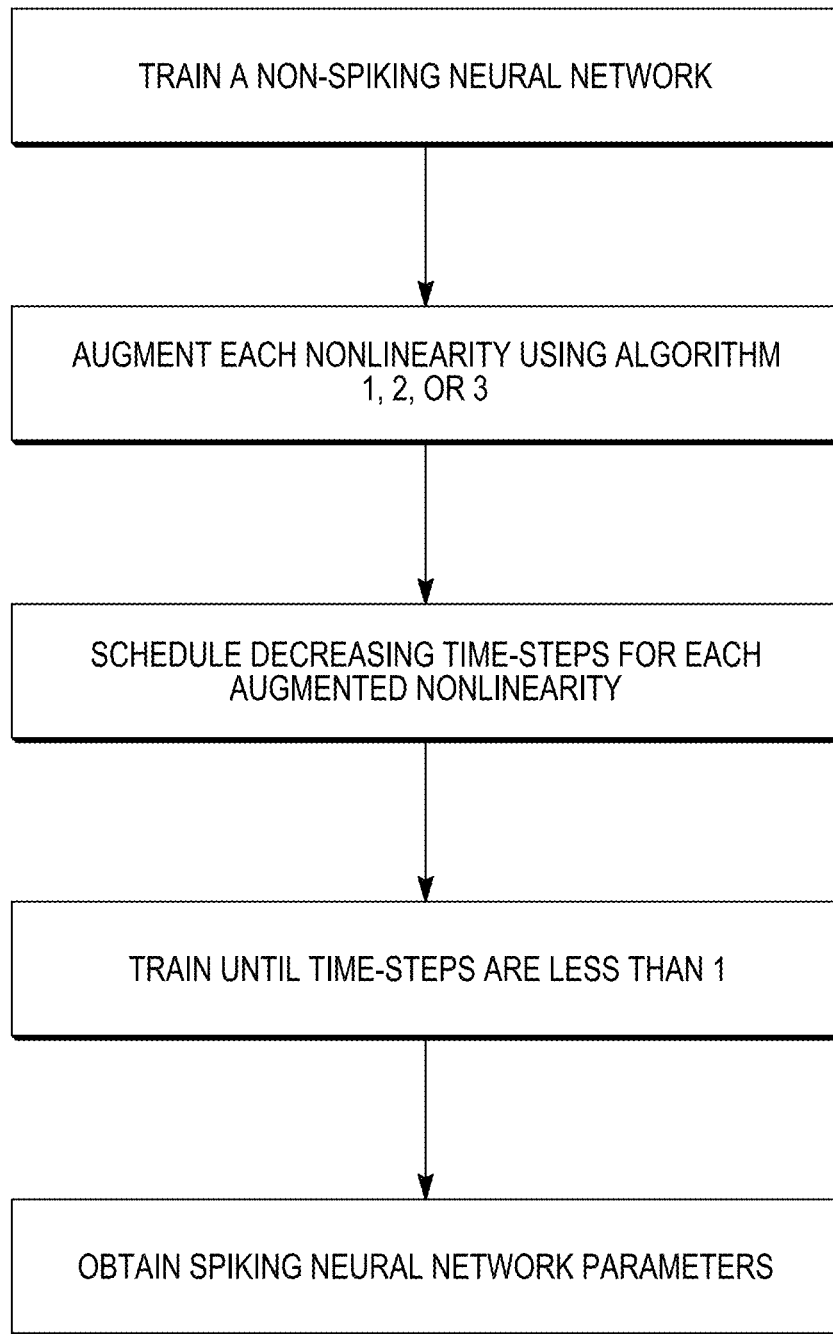 TRAIN A NON-SPIKING NEURAL NETWORK
AUGMENT EACH NONLINEARITY USING ALGORITHM
1, 2, OR 3
SCHEDULE DECREASING TIME-STEPS FOR EACH
AUGMENTED NONLINEARITY
TRAIN UNTIL TIME-STEPS ARE LESS THAN 1
OBTAIN SPIKING NEURAL NETWORK PARAMETERS